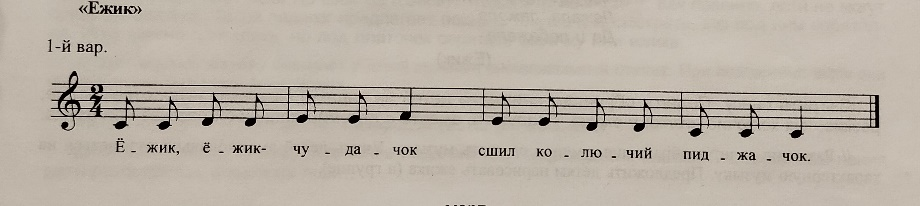 «Ежик»
1-й вар.
2
4
Ё - жик, ё - жик- чу - да - чок сшил ко - лю - чий пид - жа - чок.